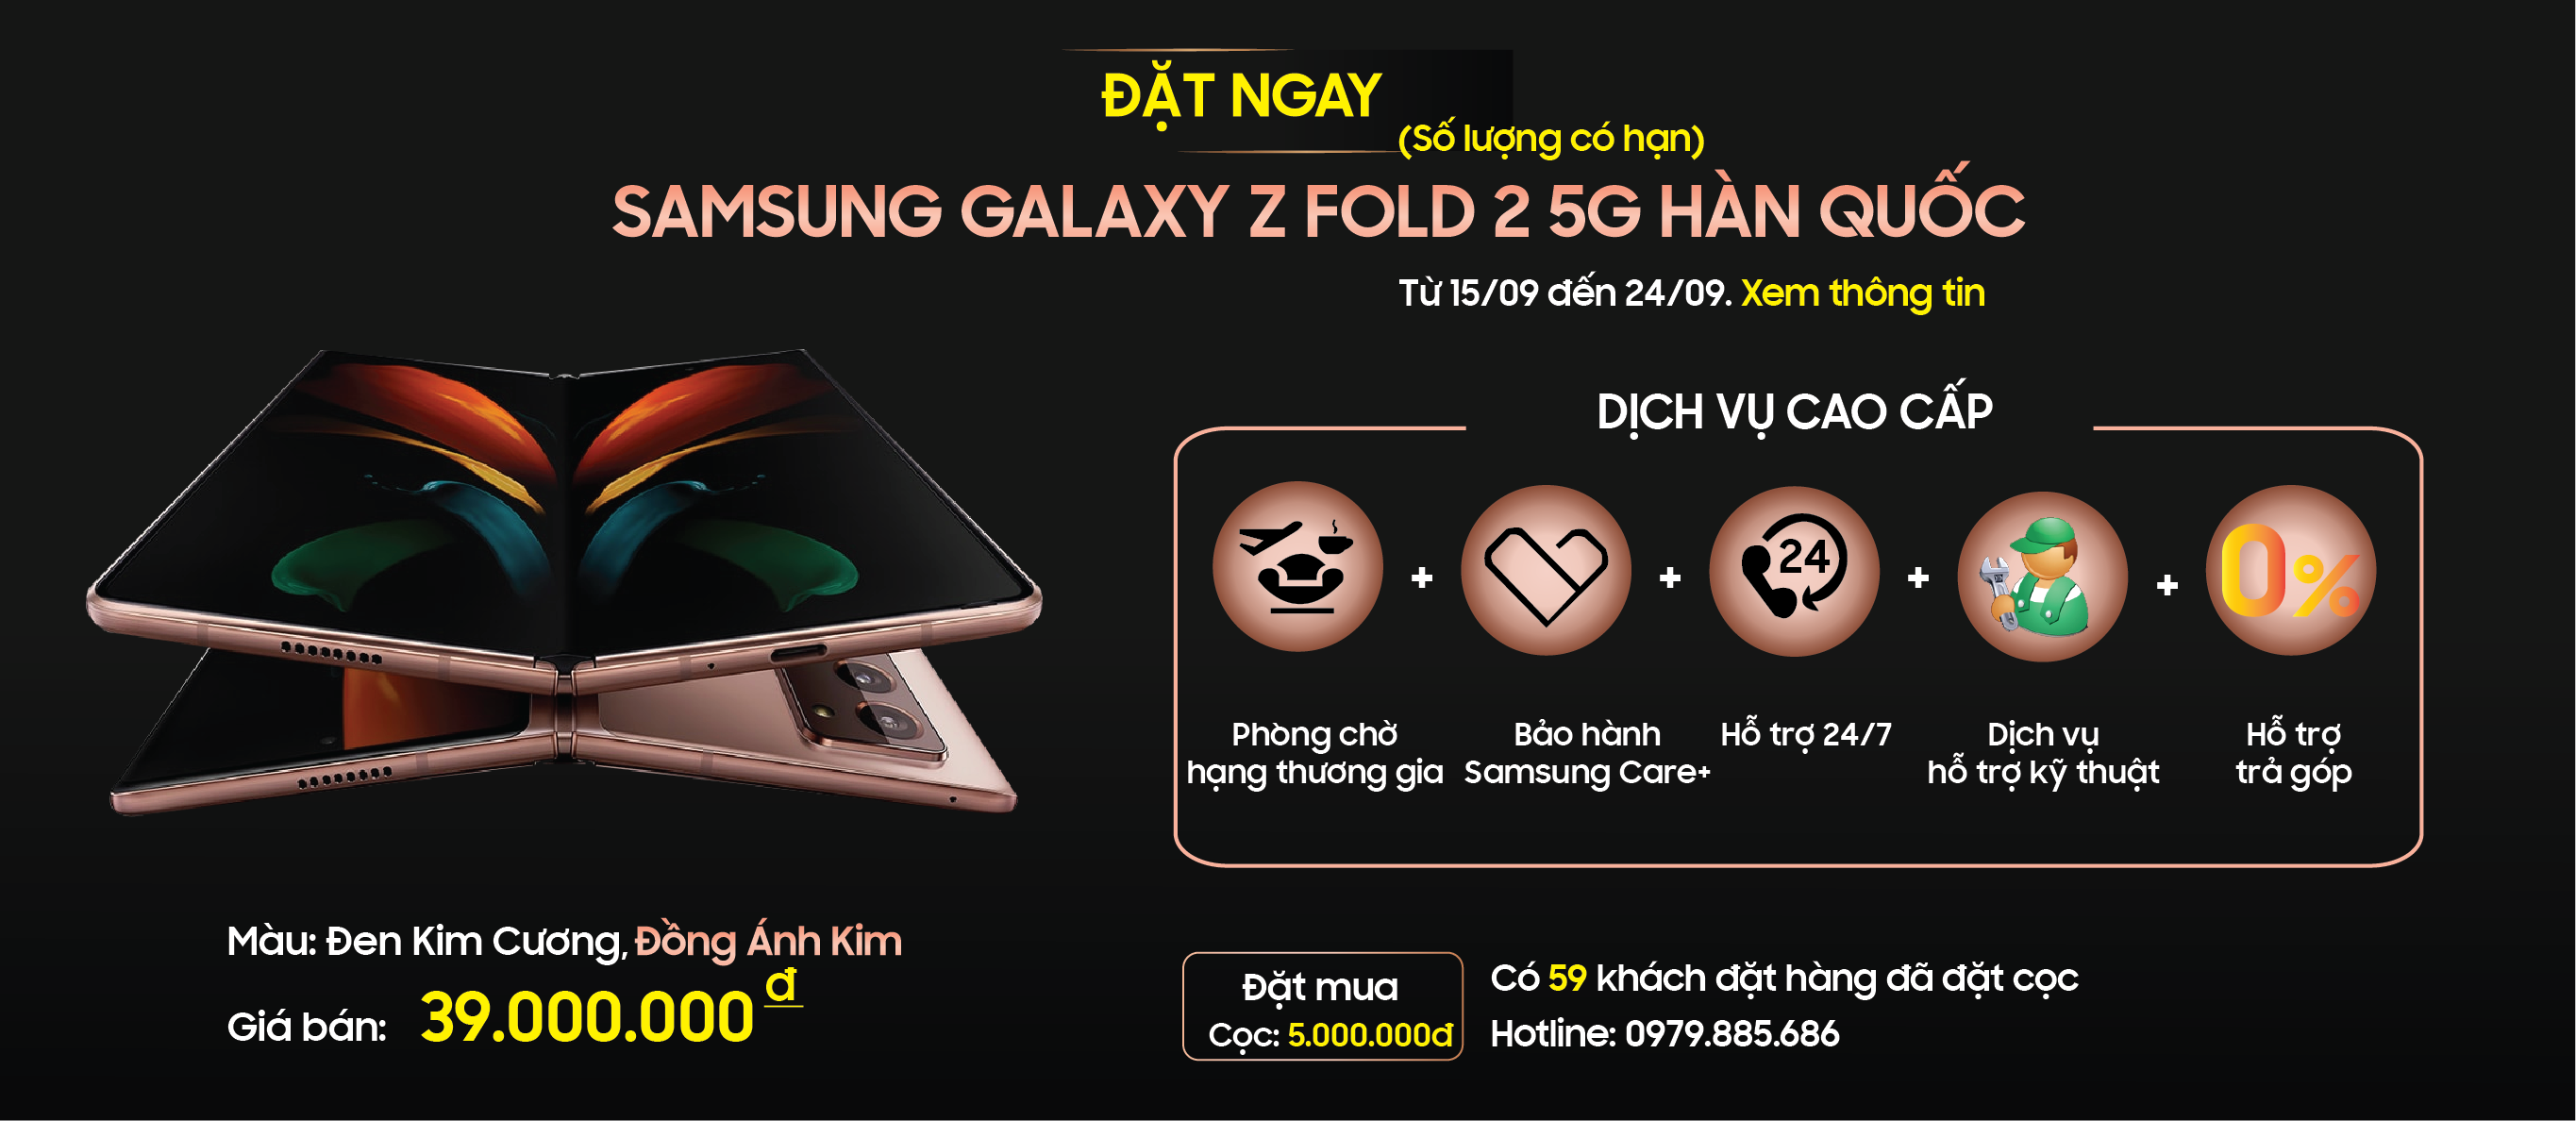 ĐẶT NGAY
(Số lượng có hạn)
SAMSUNG GALAXY Z FOLD 2 5G HÀN QUỐC
Từ 15/09 đến 24/09. Xem thông tin
DỊCH VỤ CAO CẤP
24
0%
+ + + +
Phòng chờ
hạng thương gia
Bảo hành
Samsung Care+
Hỗ trợ 24/7
Dịch vụ
hỗ trợ kỹ thuật
Hỗ trợ
trả góp
Màu: Đen Kim Cương, Đồng Ánh Kim
Giá bán: 39.000.000 đ
Đặt mua
Cọc: 5.000.000đ
Có 59 khách đặt hàng đã đặt cọc
Hotline: 0979.885.686